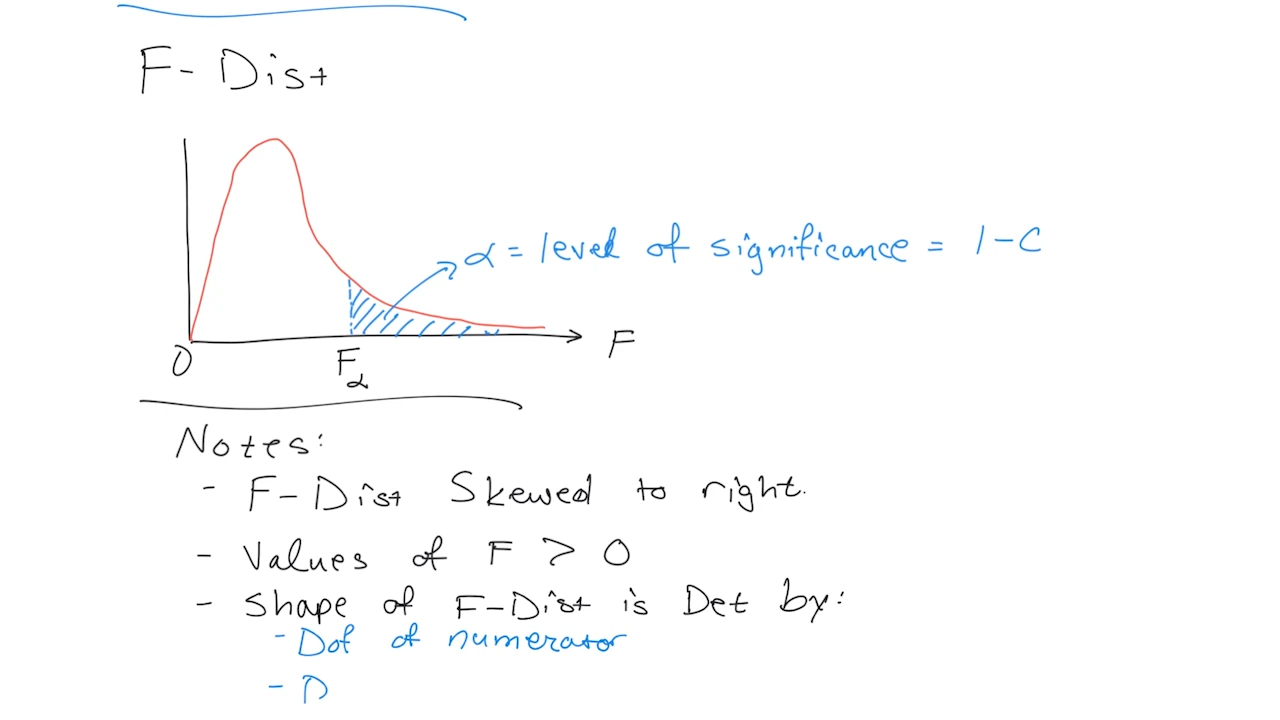 F- Dist
α = level of significance = 1-C
0 Fα F
Notes:
- F-Dist Skewed to right.
- Values of F > 0
- Shape of F-Dist is Det by:
- Dof of numerator
- D